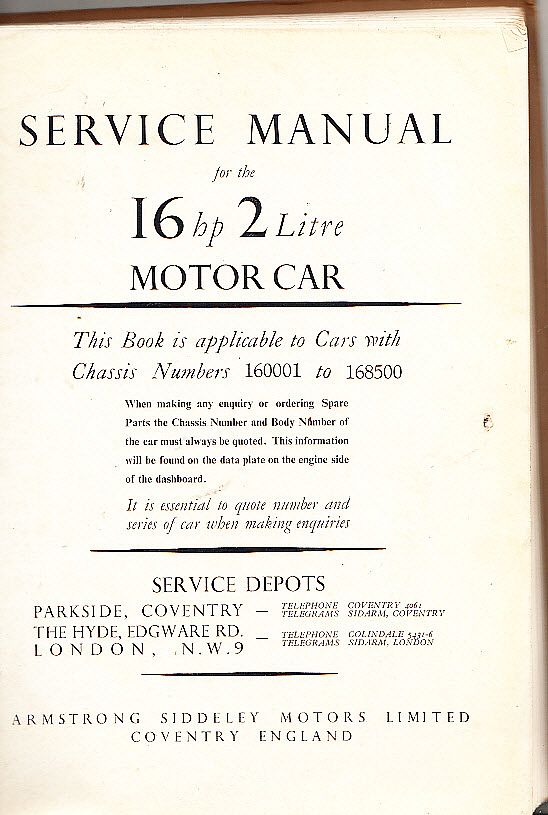 SERVICE MANUAL
for the
16 hp 2 Litre
MOTOR CAR
This Book is applicable to Cars with
Chassis Numbers 160001 to 168500
When making any enquiry or ordering Spare
Parts the Chassis Number and Body Number of
the car must always be quoted. This information
will be found on the data plate on the engine side
of the dashboard.
It is essential to quote number and
series of car when making enquiries
SERVICE DEPOTS
PARKSIDE, COVENTRY — TELEPHONE COVENTRY 4061
TELEGRAMS SIDARM, COVENTRY
THE HYDE, EDGWARE RD.
LONDON, N.W.9 — TELEPHONE COLINDALE 5431-6
TELEGRAMS SIDARM, LONDON
ARMSTRONG SIDDELEY MOTORS LIMITED
COVENTRY ENGLAND